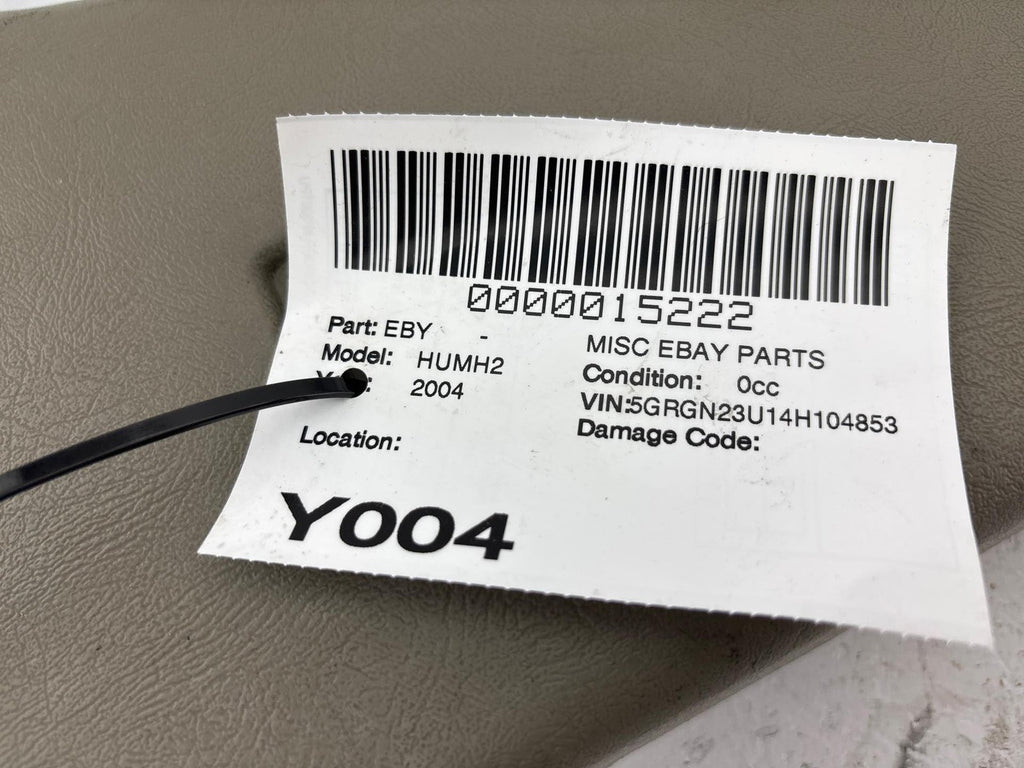 0000015222
Part: EBY -
MISC EBAY PARTS
Model: HUMH2
Condition: 0cc
2004
VIN:5GRGN23U14H104853
Location:
Damage Code:
Y004